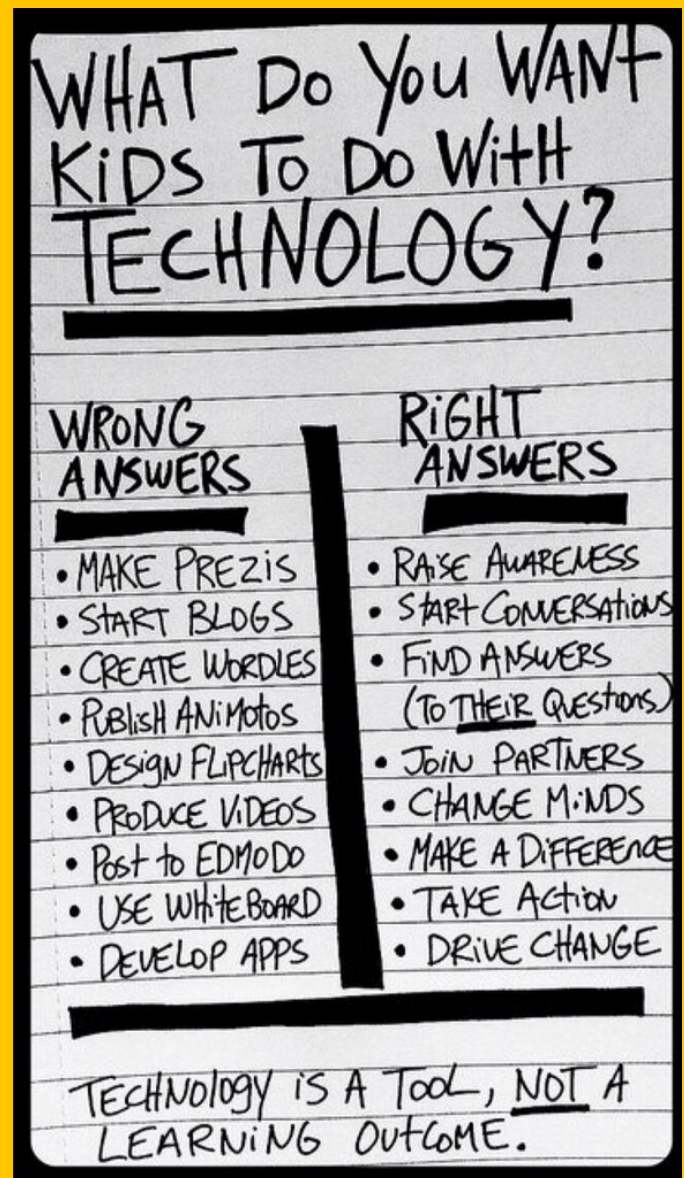 WHAT DO YOU WANT
KiDS TO DO WitH
TECHNOLOGY?
WRONG
ANSWERS
• MAKE PREZiS
• START BLOGS
• CREATE WORDLES
• PUBLiSH ANiMOtOS
• DESiGN FLiPCHARtS
• PRODUCE ViDEOS
• POSt to EDMODO
• USE WHitEBOARD
• DEVELOP APPS
RiGHT
ANSWERS
• RAiSE AWARENESS
• StARt CONVERSAtiONS
• FiND ANSWERS
(TO THEiR QUEStiONS)
• JOiN PARTNERS
• CHANGE MiNDS
• MAKE A DiFFERENCE
• TAKE ACtiON
• DRiVE CHANGE
TECHNOlOgy iS A TOOL, NOT A
LEARNiNG OUtCOME.